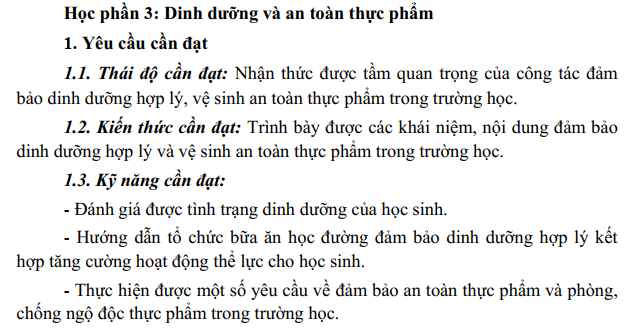 Học phần 3: Dinh dưỡng và an toàn thực phẩm
1. Yêu cầu cần đạt
1.1. Thái độ cần đạt: Nhận thức được tầm quan trọng của công tác đảm
bảo dinh dưỡng hợp lý, vệ sinh an toàn thực phẩm trong trường học.
1.2. Kiến thức cần đạt: Trình bày được các khái niệm, nội dung đảm bảo
dinh dưỡng hợp lý và vệ sinh an toàn thực phẩm trong trường học.
1.3. Kỹ năng cần đạt:
- Đánh giá được tình trạng dinh dưỡng của học sinh.
- Hướng dẫn tổ chức bữa ăn học đường đảm bảo dinh dưỡng hợp lý kết
hợp tăng cường hoạt động thể lực cho học sinh.
- Thực hiện được một số yêu cầu về đảm bảo an toàn thực phẩm và phòng,
chống ngộ độc thực phẩm trong trường học.